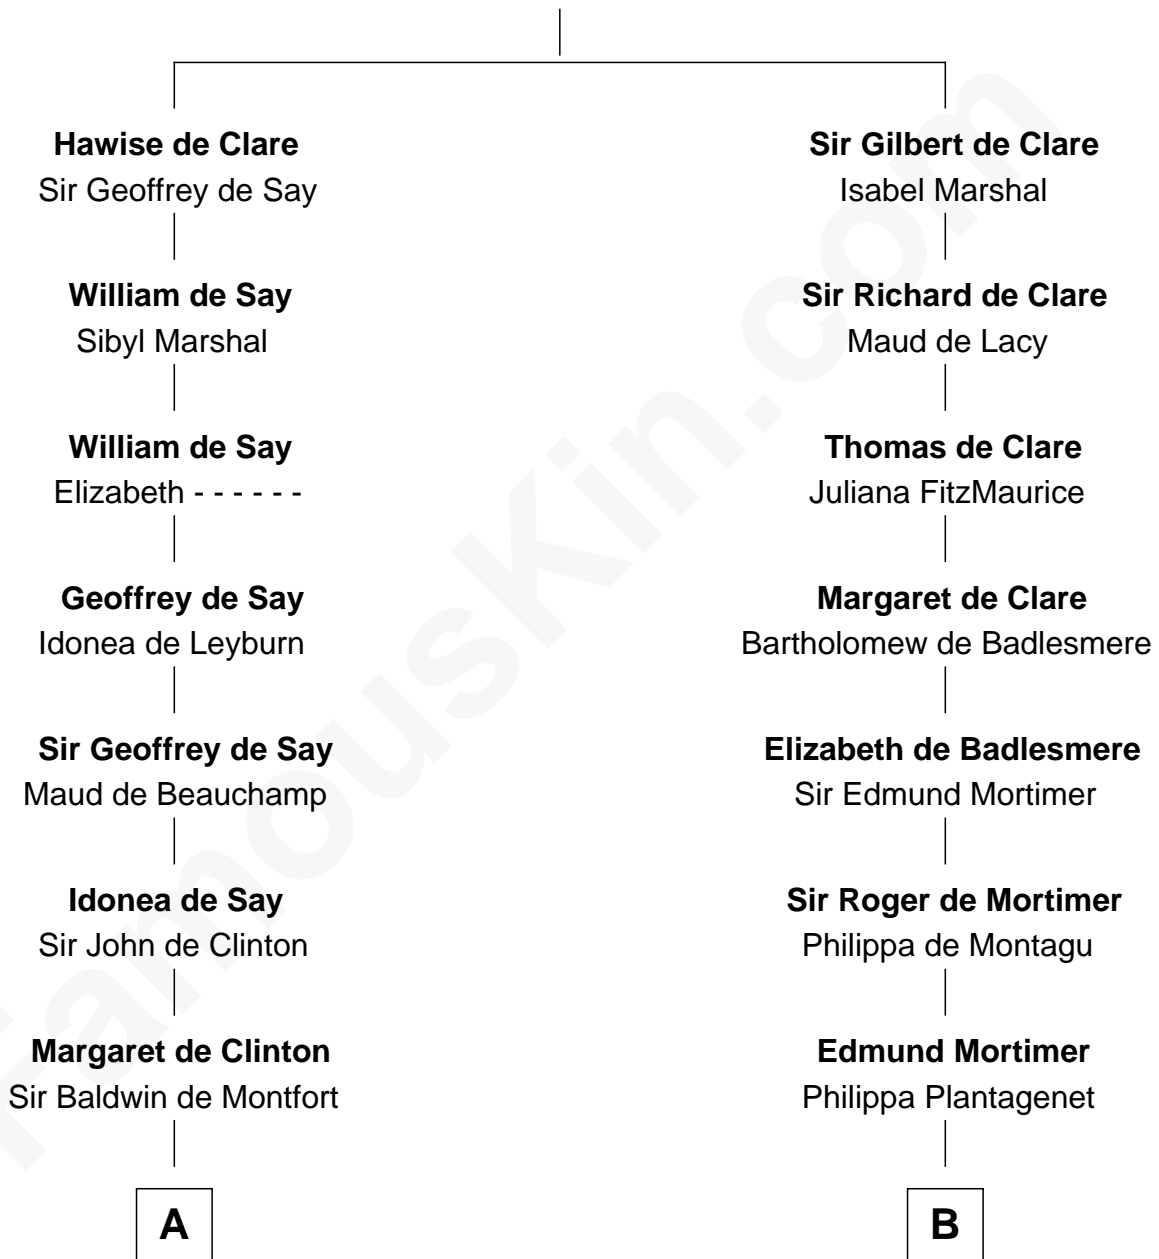 Hawise de Clare
Sir Geoffrey de Say
William de Say
Sibyl Marshal
William de Say
Elizabeth - - - - - -
Geoffrey de Say
Idonea de Leyburn
Sir Geoffrey de Say
Maud de Beauchamp
Idonea de Say
Sir John de Clinton
Margaret de Clinton
Sir Baldwin de Montfort
A
Sir Gilbert de Clare
Isabel Marshal
Sir Richard de Clare
Maud de Lacy
Thomas de Clare
Juliana FitzMaurice
Margaret de Clare
Bartholomew de Badlesmere
Elizabeth de Badlesmere
Sir Edmund Mortimer
Sir Roger de Mortimer
Philippa de Montagu
Edmund Mortimer
Philippa Plantagenet
B
FamousKin.com